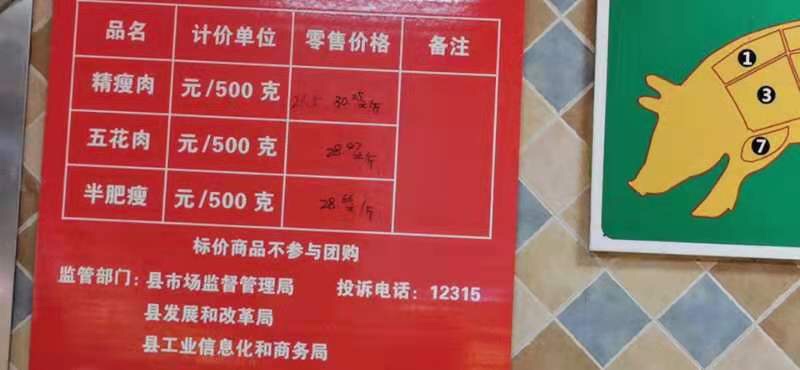 品名 计价单位 零售价格 备注
精瘦肉 元/500克
五花肉 元/500克
半肥瘦 元/500克
标价商品不参与团购
监管部门：县市场监督管理局 投诉电话：12315
县发展和改革局
县工业信息化和商务局
1
3
7